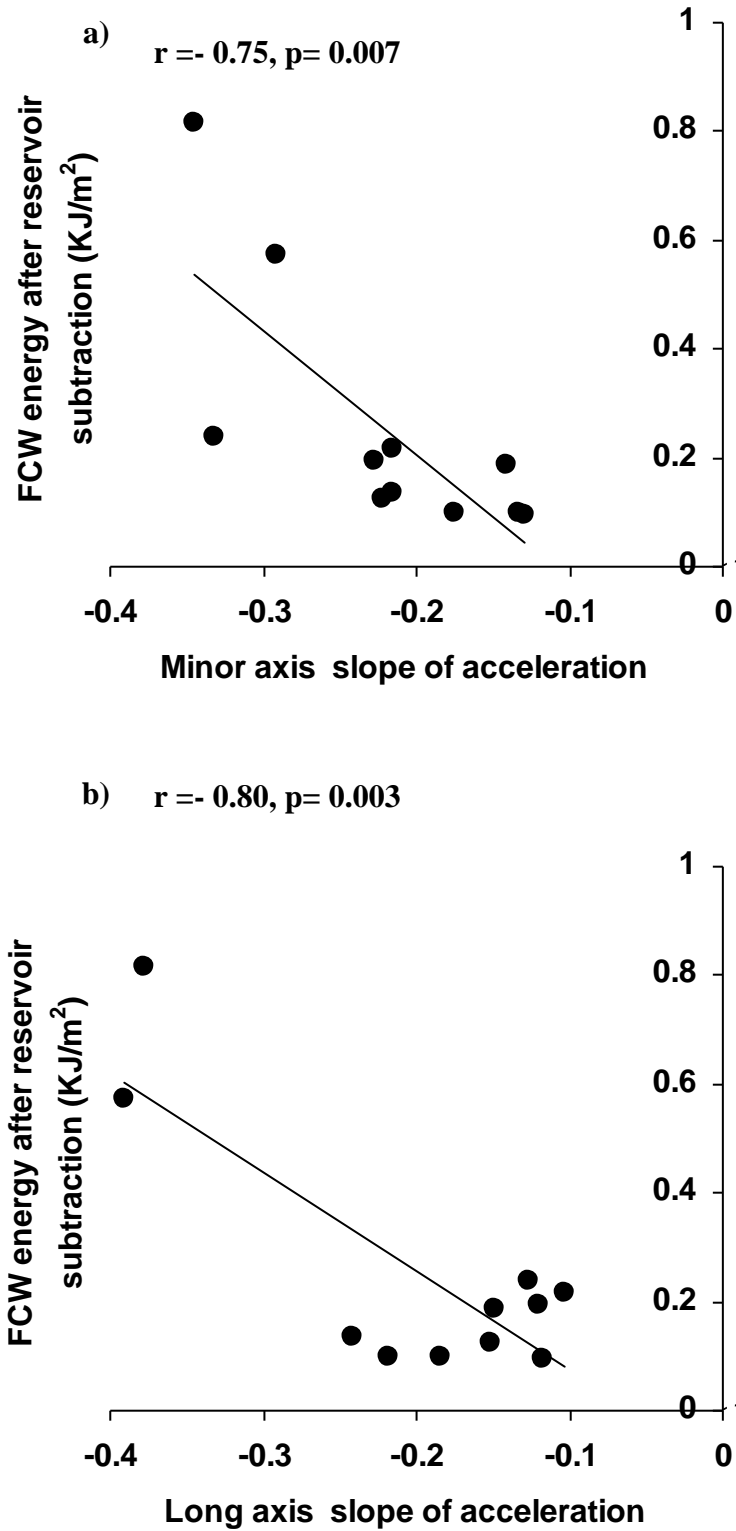 a)
r =- 0.75, p= 0.007
FCW energy after reservoir
subtraction (KJ/m²)
1
0.8
0.6
0.4
0.2
0
-0.4 -0.3 -0.2 -0.1 0
Minor axis  slope of acceleration
b)
r =- 0.80, p= 0.003
FCW energy after reservoir
subtraction (KJ/m²)
1
0.8
0.6
0.4
0.2
0
-0.4 -0.3 -0.2 -0.1 0
Long axis  slope of acceleration